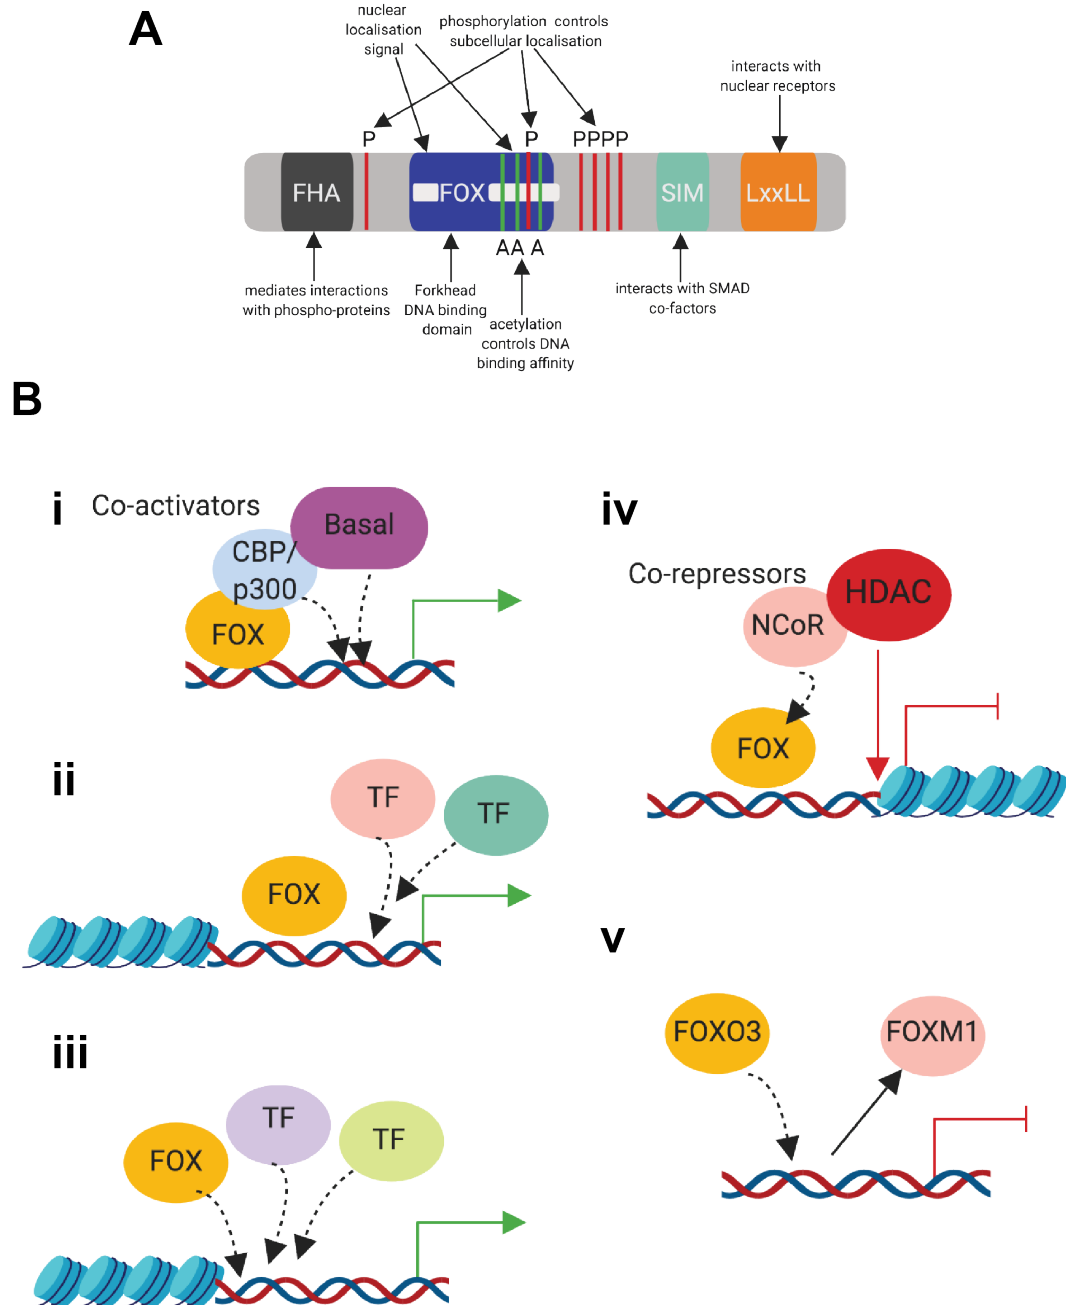 A
nuclear
localisation
signal
phosphorylation controls
subcellular localisation
interacts with
nuclear receptors
P
P
PPPP
FHA
FOX
SIM
LxxLL
AA A
mediates interactions
with phospho-proteins
Forkhead
DNA binding
domain
acetylation
controls DNA
binding affinity
interacts with SMAD
co-factors
B
i
Co-activators
Basal
CBP/
p300
FOX
ii
TF
TF
FOX
iii
TF
TF
FOX
iv
Co-repressors
HDAC
NCoR
FOX
v
FOXO3
FOXM1